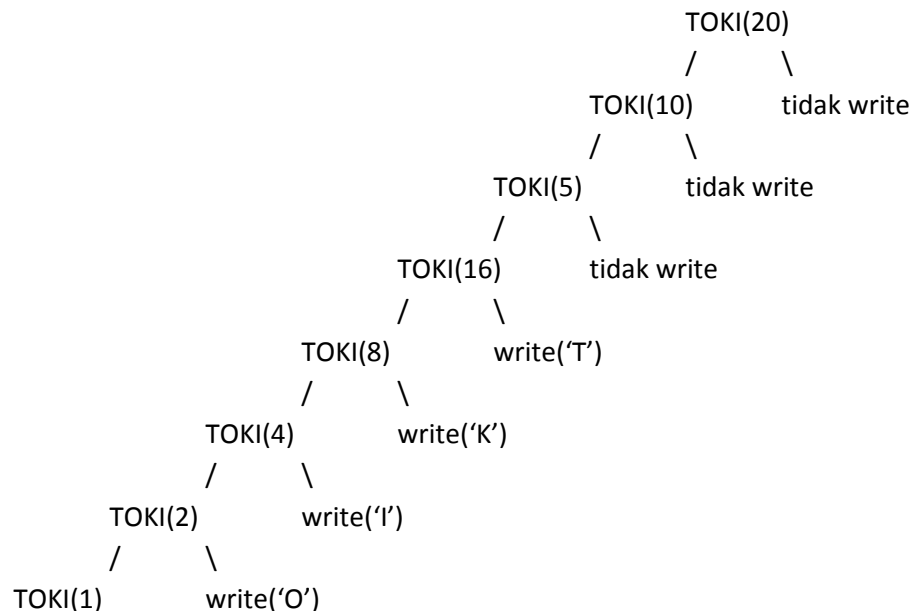 TOKI(20)
/ \
TOKI(10) tidak write
/ \
TOKI(5) tidak write
/ \
TOKI(16) tidak write
/ \
TOKI(8) write(‘T’)
/ \
TOKI(4) write(‘K’)
/ \
TOKI(2) write(‘I’)
/ \
TOKI(1) write(‘O’)